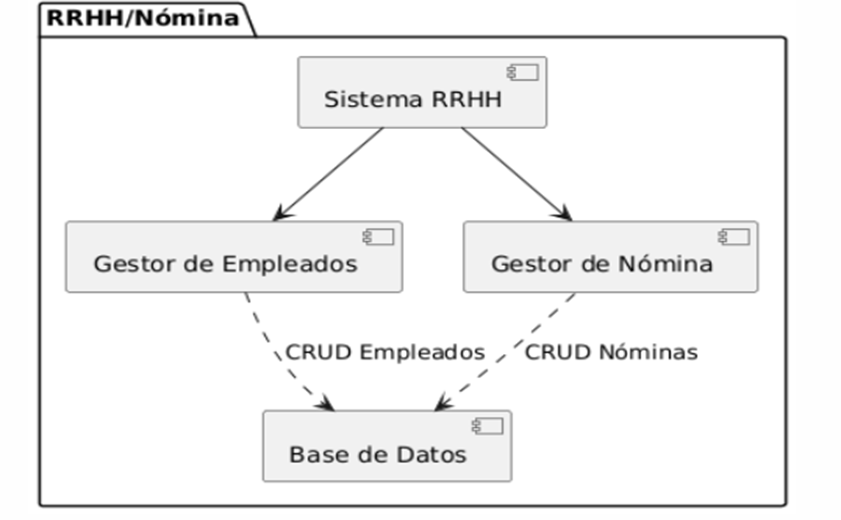 RRHH/Nómina
Sistema RRHH
Gestor de Empleados
Gestor de Nómina
CRUD Empleados
CRUD Nóminas
Base de Datos